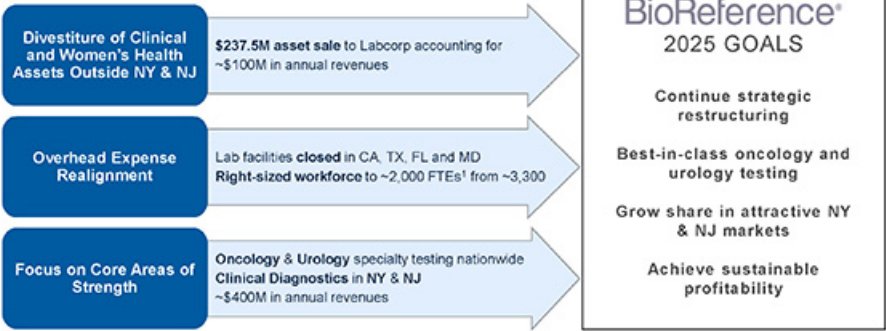 Divestiture of Clinical
and Women's Health
Assets Outside NY & NJ
$237.5M asset sale to Labcorp accounting for
~$100M in annual revenues
Overhead Expense
Realignment
Lab facilities closed in CA, TX, FL and MD
Right-sized workforce to ~2,000 FTEs¹ from ~3,300
Focus on Core Areas of
Strength
Oncology & Urology specialty testing nationwide
Clinical Diagnostics in NY & NJ
~$400M in annual revenues
BioReference®
2025 GOALS
Continue strategic
restructuring
Best-in-class oncology and
urology testing
Grow share in attractive NY
& NJ markets
Achieve sustainable
profitability